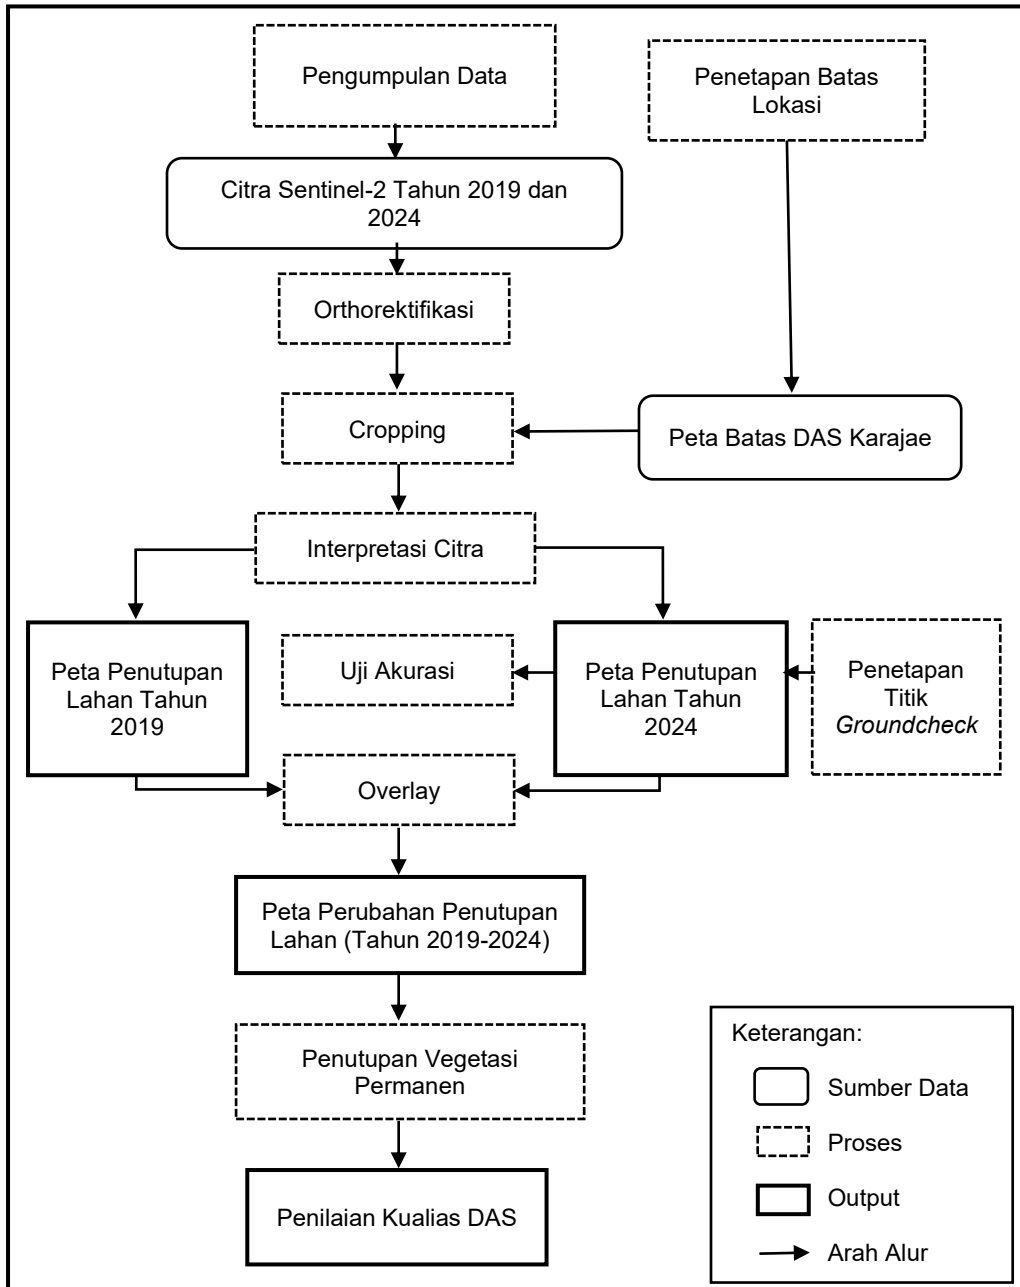 Pengumpulan Data
Penetapan Batas
Lokasi
Citra Sentinel-2 Tahun 2019 dan
2024
Orthorektifikasi
Cropping
Peta Batas DAS Karajae
Interpretasi Citra
Peta Penutupan
Lahan Tahun
2019
Uji Akurasi
Peta Penutupan
Lahan Tahun
2024
Penetapan
Titik
Groundcheck
Overlay
Peta Perubahan Penutupan
Lahan (Tahun 2019-2024)
Penutupan Vegetasi
Permanen
Penilaian Kualias DAS
Keterangan:
Sumber Data
Proses
Output
Arah Alur